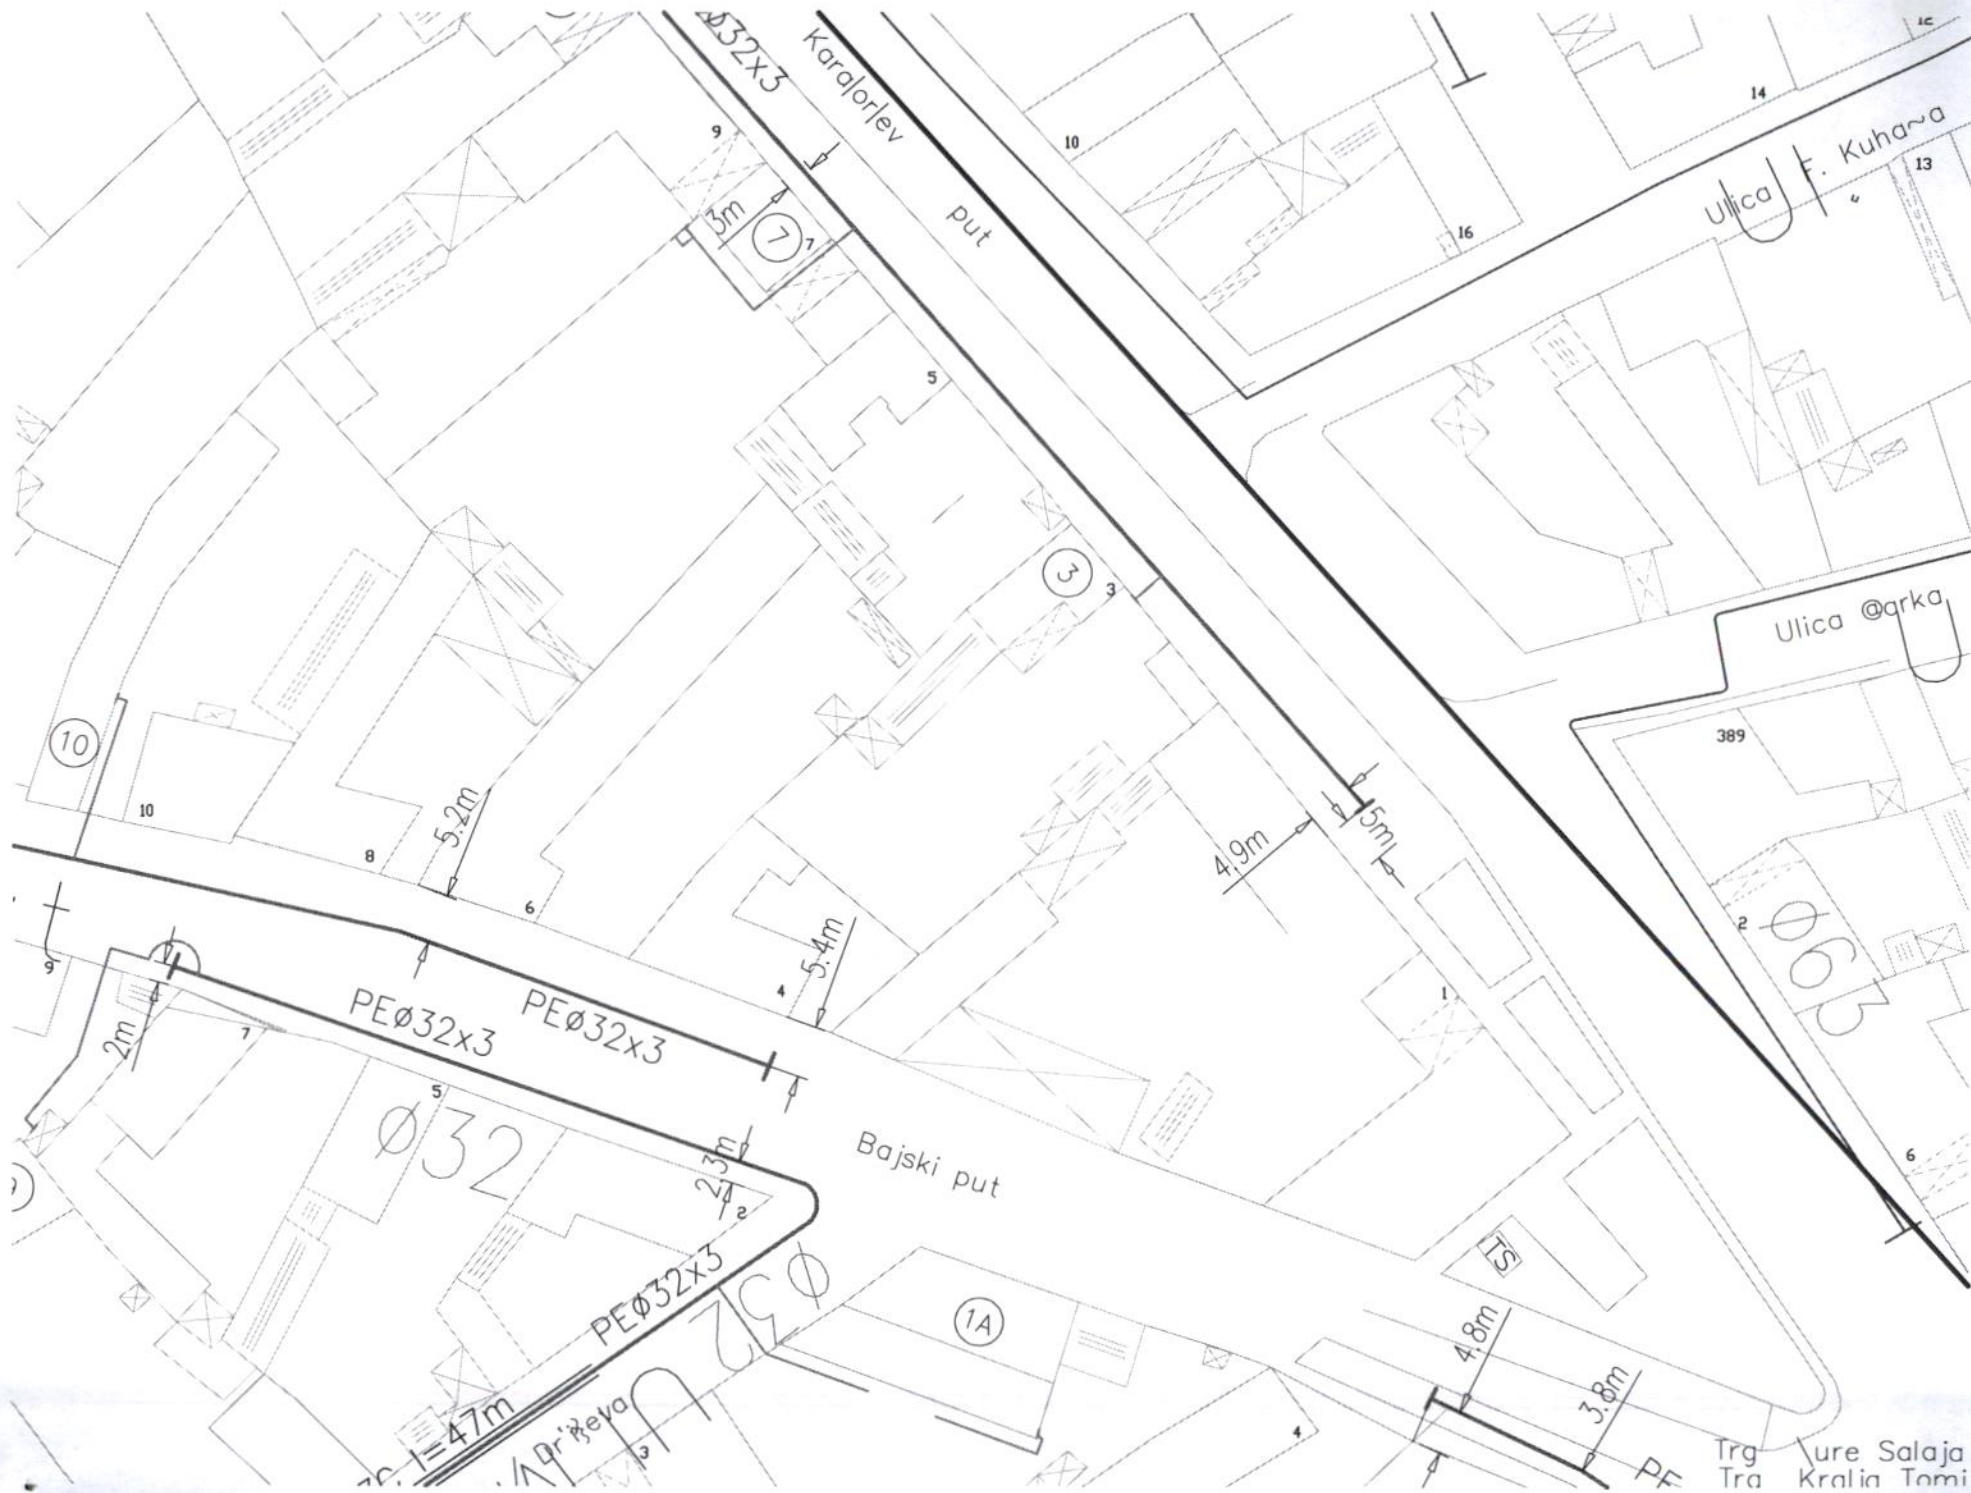 ø32x3
Karajorjev
put
9
3m
7
7
10
14
Ulica F. Kuha~a
13
16
5
3
3
Ulica @arka
389
10
10
5.2m
8
6
4.9m
5m
5.4m
4
9
2m
7
PEø32x3
PEø32x3
5
ø32
2.3m
2
Bajski put
1
2
ø63
6
TS
PEø32x3
1A
4.8m
3.8m
4
l=47m
3
Trg \ure Salaja
Trg Kralja Tomi